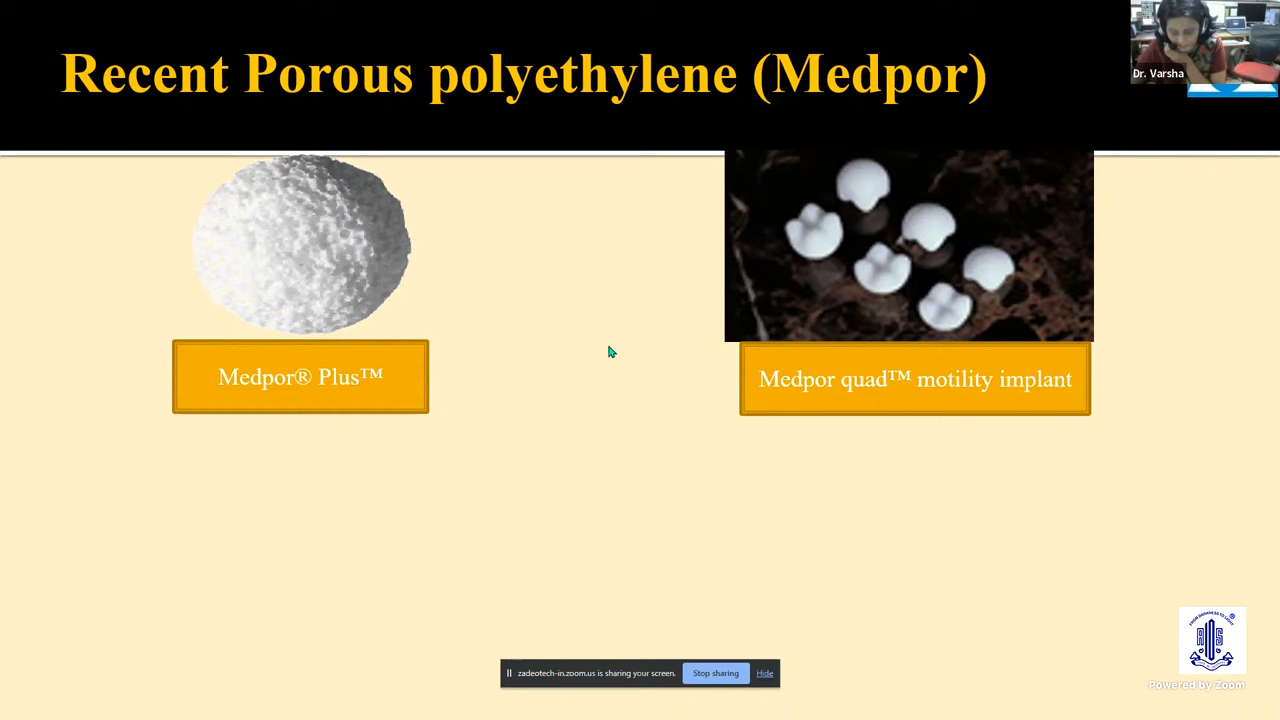 Recent Porous polyethylene (Medpor)
Dr. Varsha
Medpor® Plus™
Medpor quad™ motility implant
zadeotech-in.zoom.us is sharing your screen.
Stop sharing
Hide
Powered by Zoom